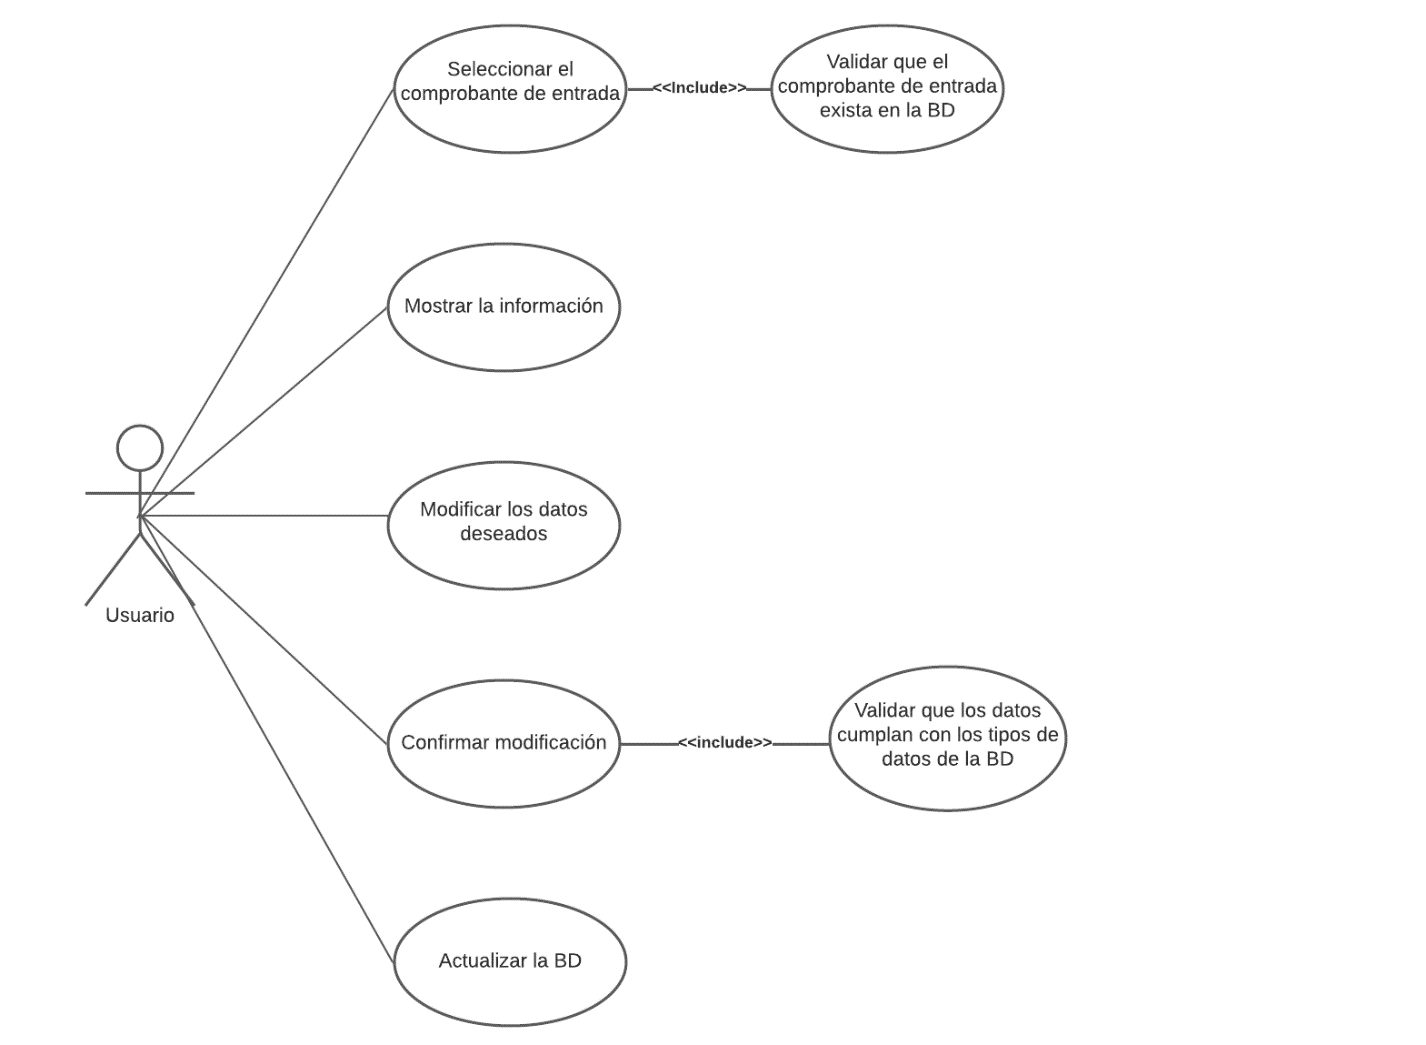 Seleccionar el
comprobante de entrada
<<Include>>
Validar que el
comprobante de entrada
exista en la BD
Mostrar la información
Modificar los datos
deseados
Usuario
Confirmar modificación
<<include>>
Validar que los datos
cumplan con los tipos de
datos de la BD
Actualizar la BD